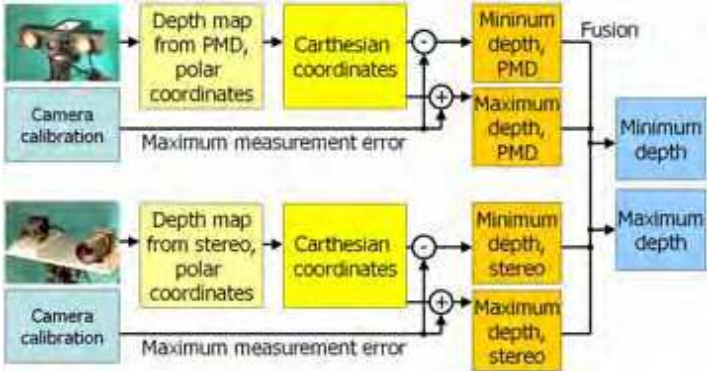 Depth map
from PMD,
polar
coordinates
Carthesian
coordinates
-
Mininum
depth,
PMD
Fusion
Camera
calibration
Maximum measurement error
+
Maximum
depth,
PMD
Minimum
depth
Depth map
from stereo,
polar
coordinates
Carthesian
coordinates
-
Minimum
depth,
stereo
Maximum
depth
Camera
calibration
Maximum measurement error
+
Maximum
depth,
stereo